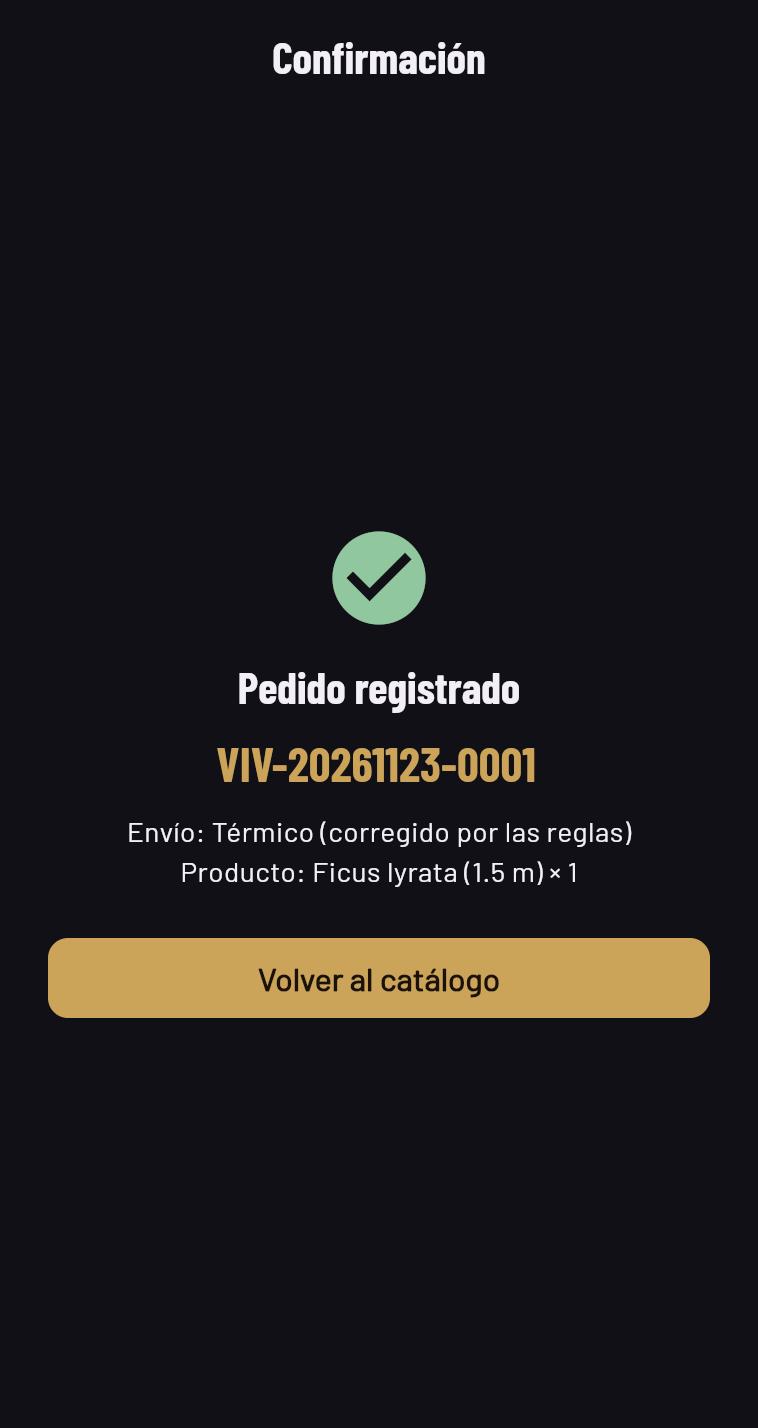 Confirmación
Pedido registrado
VIV-20261123-0001
Envío: Térmico (corregido por las reglas)
Producto: Ficus lyrata (1.5 m) × 1
Volver al catálogo